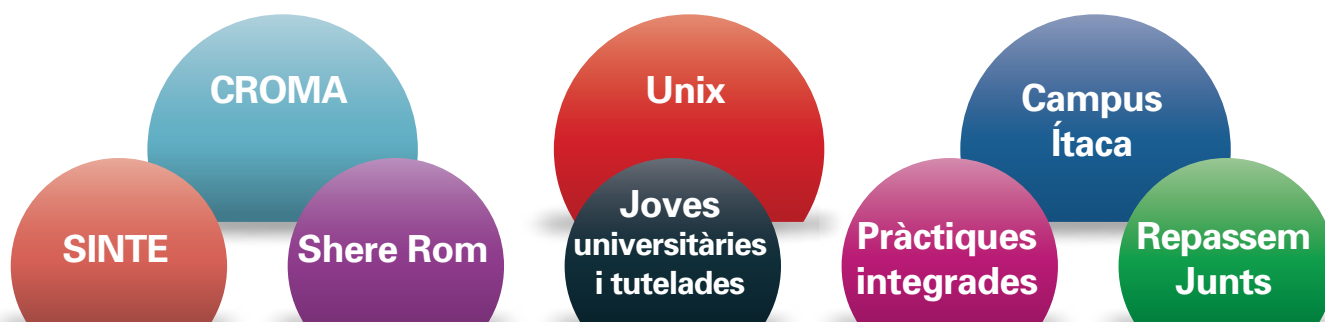 CROMA
Unix
Campus
Ítaca
SINTE
Shere Rom
Joves
universitàries
i tutelades
Pràctiques
integrades
Repassem
Junts